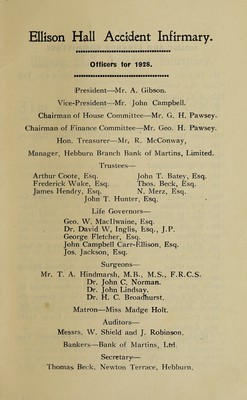 Ellison Hall Accident Infirmary.
Officers for 1928.
President—Mr. A. Gibson.
Vice-President—Mr. John Campbell.
Chairman of House Committee—Mr. G. H. Pawsey.
Chairman of Finance Committee—Mr. Geo. H. Pawsey.
Hon. Treasurer—Mr, R. McConway,
Manager, Hebburn Branch Bank of Martins, Limited.
Trustees—
Arthur Coote, Esq. John T. Batey, Esq.
Frederick Wake, Esq. Thos. Beck, Esq.
James Hendry, Esq. N. Merz, Esq.
John T. Hunter, Esq.
Life Governors—
Geo. W. MacIlwaine, Esq.
Dr. David W, Inglis, Esq., J.P.
George Fletcher, Esq.
John Campbell Carr-Ellison, Esq.
Jos. Jackson, Esq.
Surgeons—
Mr. T. A. Hindmarsh, M.B., M.S., F.R.C.S.
Dr. John C, Norman.
Dr. John Lindsay.
Dr. H. C. Broadhurst.
Matron—Miss Madge Holt.
Auditors—
Messrs. W. Shield and J. Robinson.
Bankers—Bank of Martins, Ltd.
Secretary—
Thomas Beck, Newton Terrace, Hebburn.